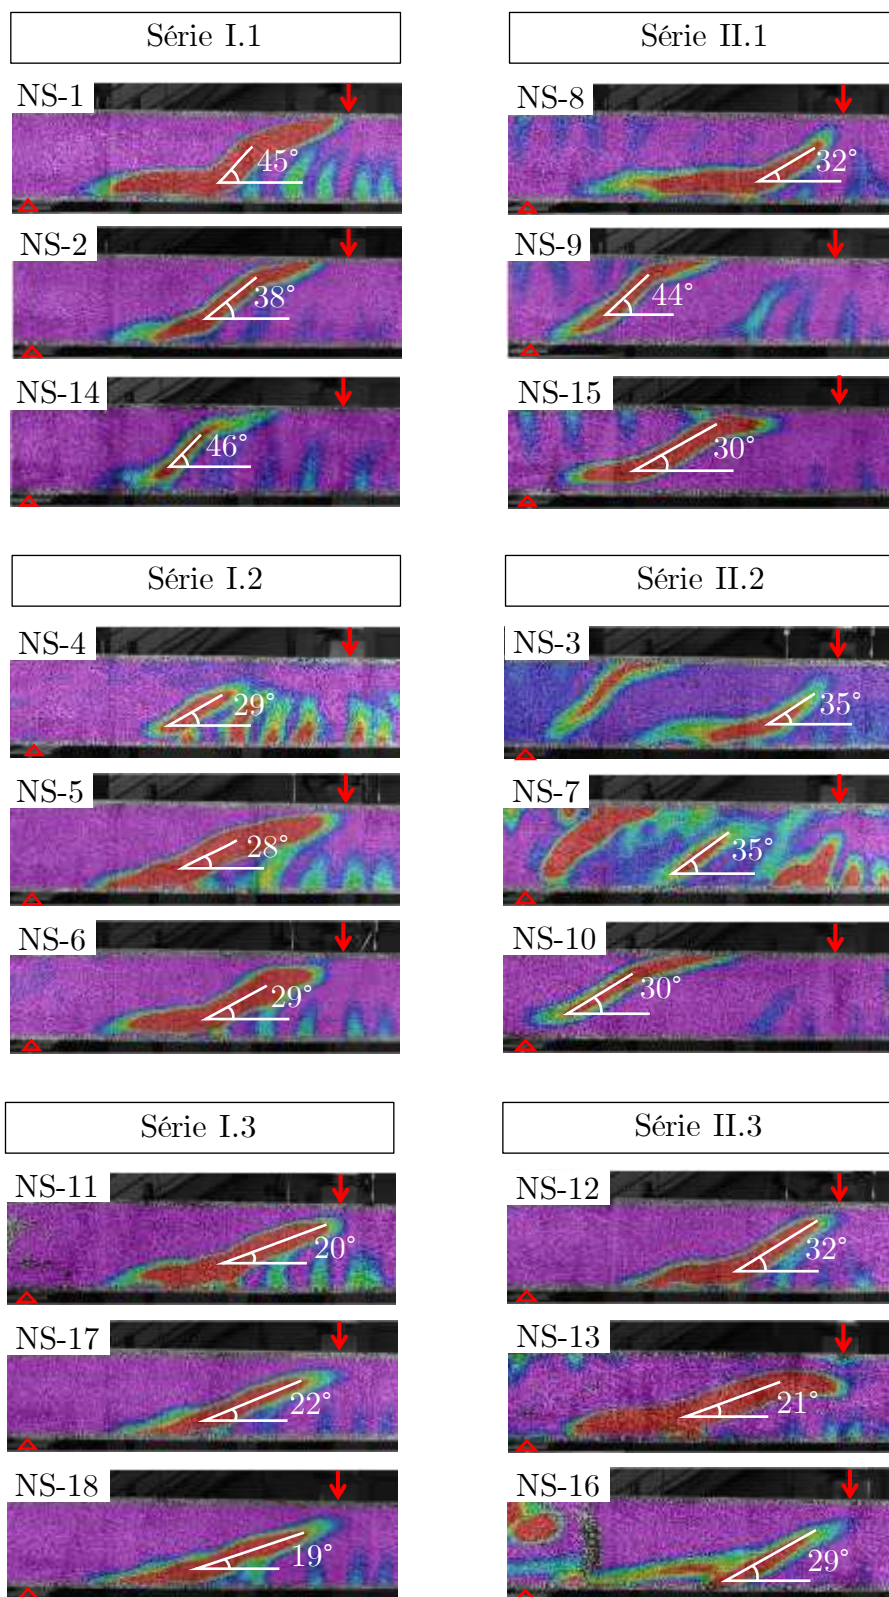 Série I.1
NS-1
45°
NS-2
38°
NS-14
46°
Série II.1
NS-8
32°
NS-9
44°
NS-15
30°
Série I.2
NS-4
29°
NS-5
28°
NS-6
29°
Série II.2
NS-3
35°
NS-7
35°
NS-10
30°
Série I.3
NS-11
20°
NS-17
22°
NS-18
19°
Série II.3
NS-12
32°
NS-13
21°
NS-16
29°